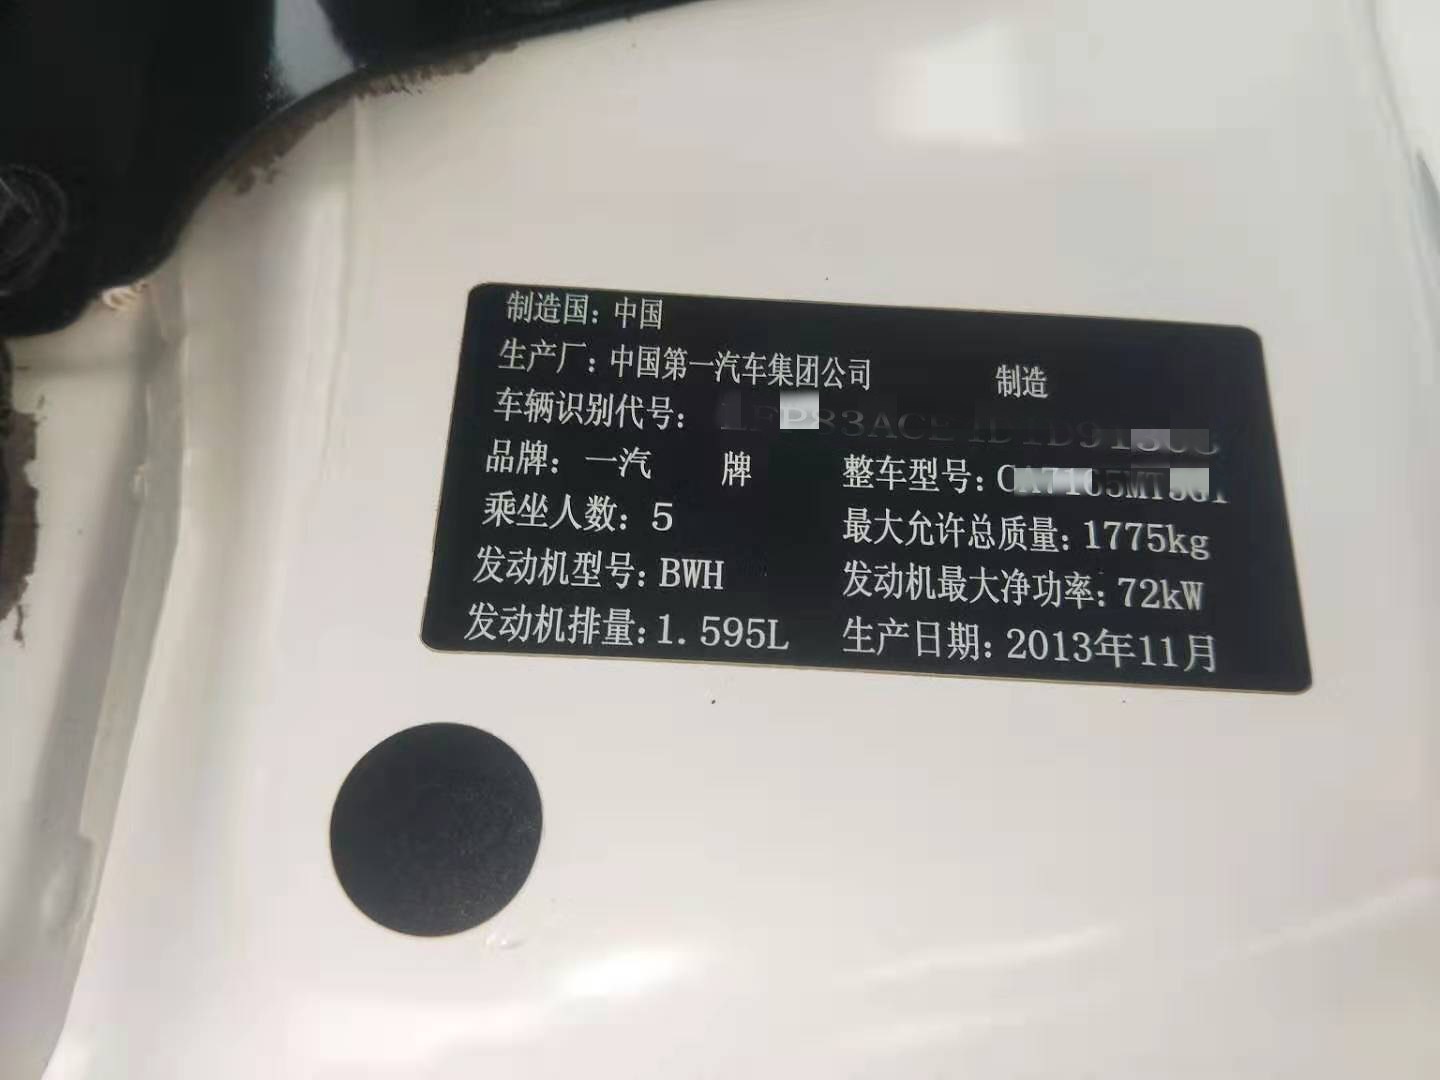 制造国：中国
生产厂：中国第一汽车集团公司 制造
车辆识别代号：
品牌：一汽 牌 整车型号：
乘坐人数：5 最大允许总质量：1775kg
发动机型号：BWH 发动机最大净功率：72kW
发动机排量：1.595L 生产日期：2013年11月